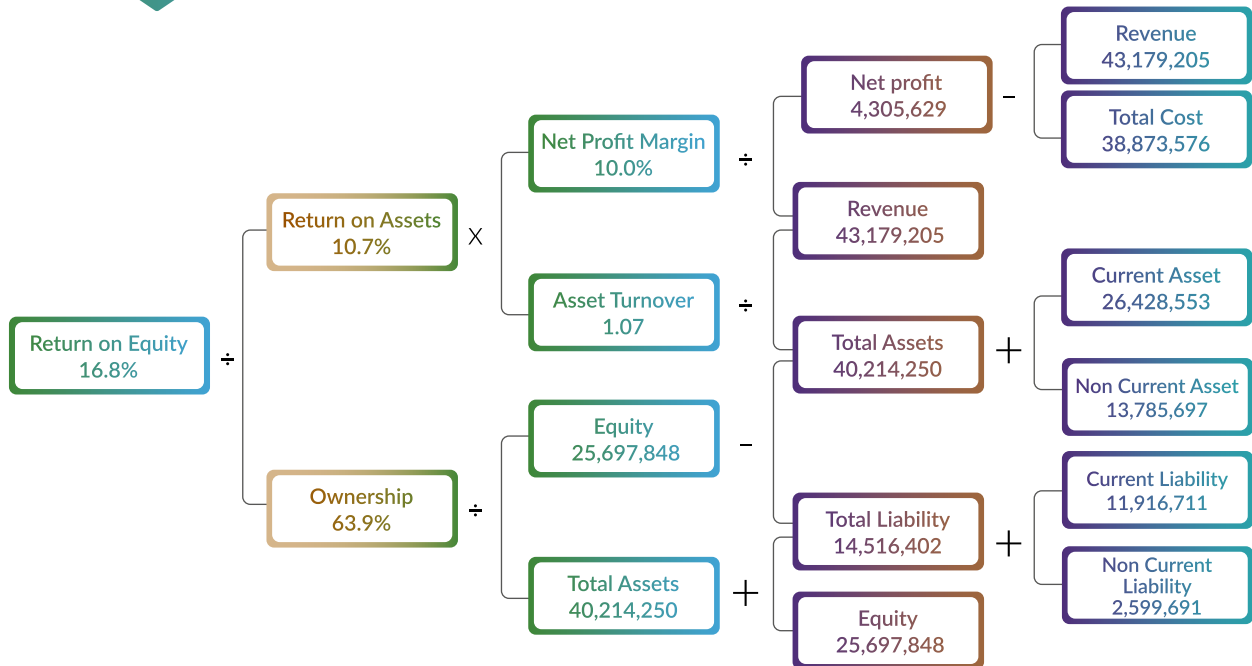 Return on Equity
16.8%
÷
Return on Assets
10.7%
X
Ownership
63.9%
÷
Net Profit Margin
10.0%
÷
Asset Turnover
1.07
÷
Equity
25,697,848
-
Total Assets
40,214,250
+
Net profit
4,305,629
-
Revenue
43,179,205
Total Assets
40,214,250
+
Total Liability
14,516,402
+
Equity
25,697,848
Revenue
43,179,205
Total Cost
38,873,576
Current Asset
26,428,553
Non Current Asset
13,785,697
Current Liability
11,916,711
Non Current
Liability
2,599,691